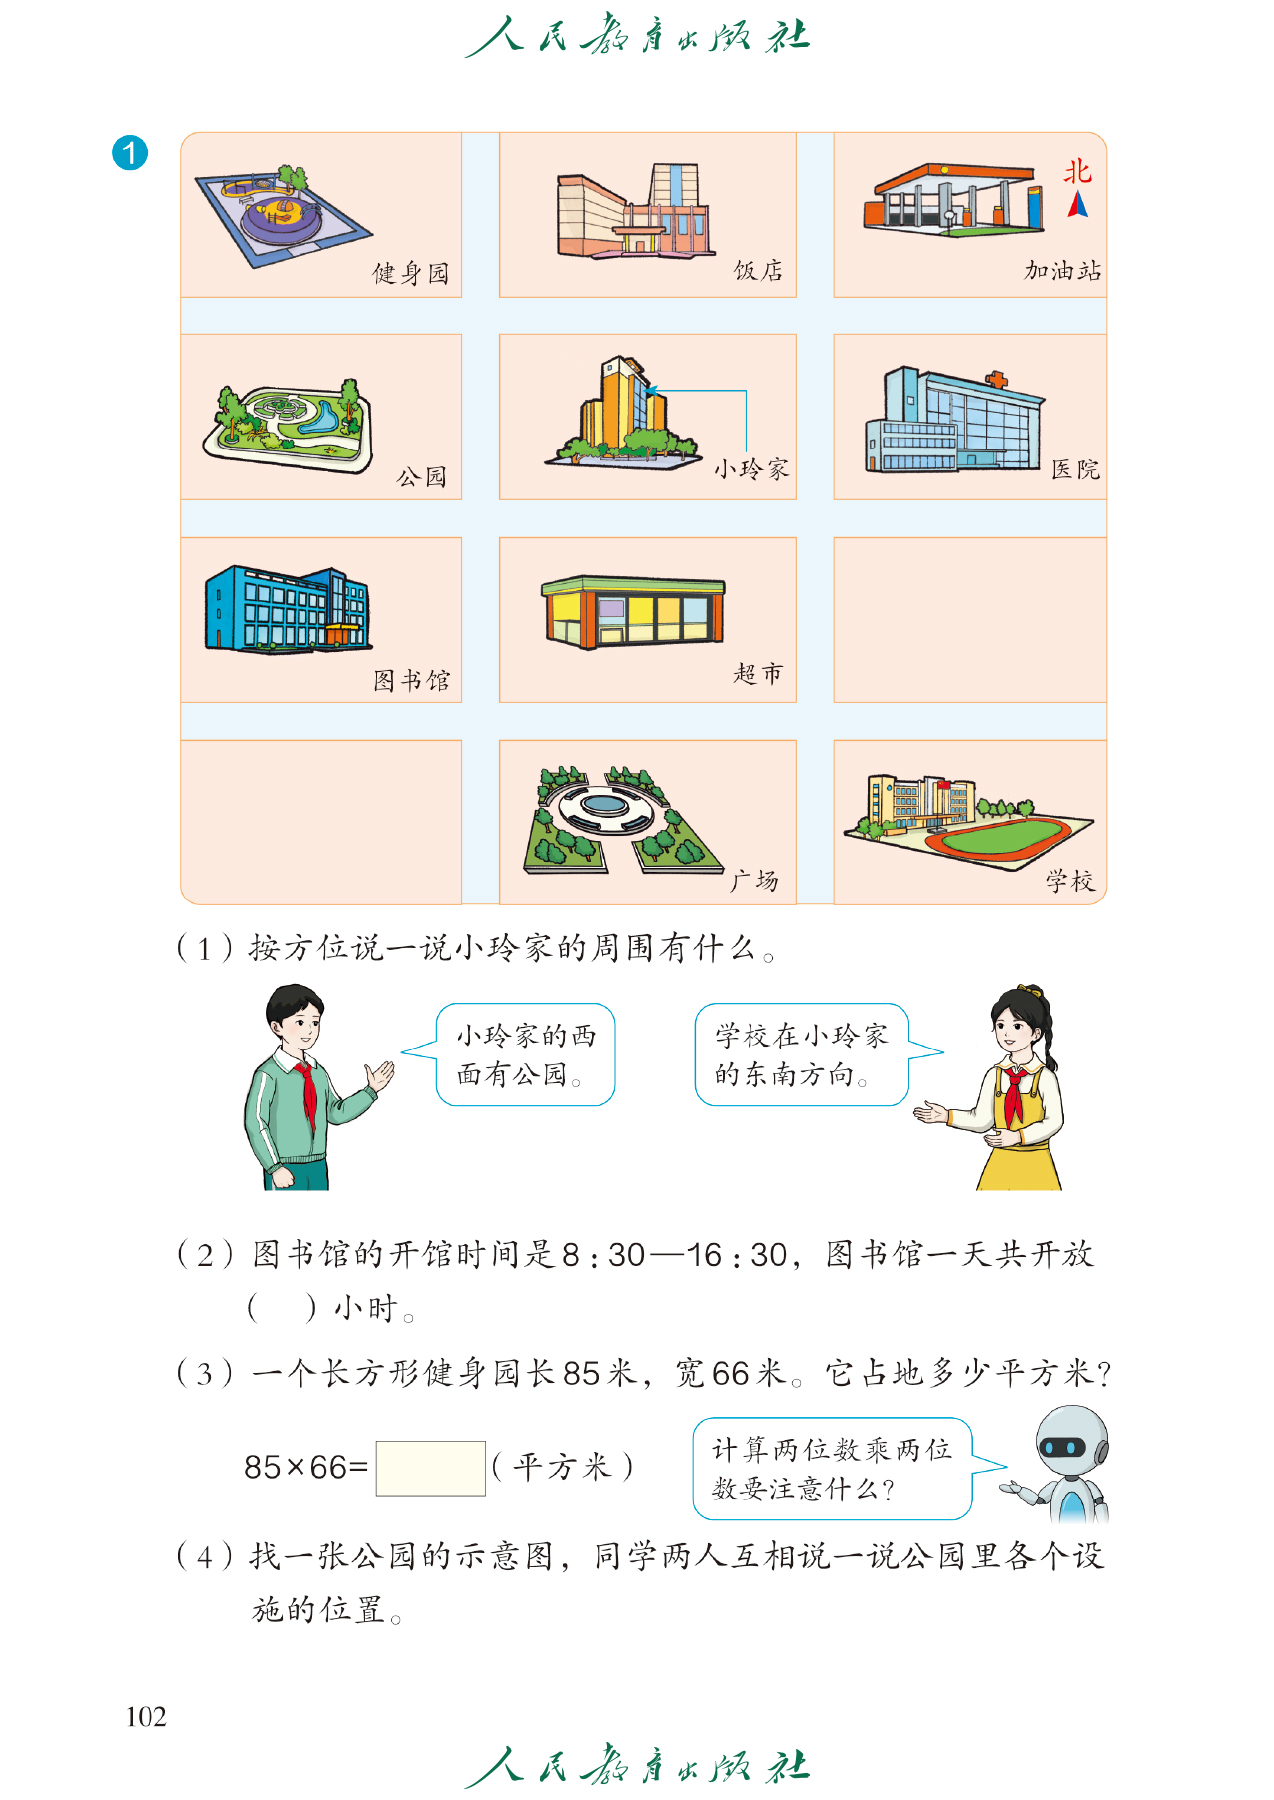 人民教育出版社
1
北
健身园
饭店
加油站
公园
小玲家
医院
图书馆
超市
广场
学校
（1）按方位说一说小玲家的周围有什么。
小玲家的西
面有公园。
学校在小玲家
的东南方向。
（2）图书馆的开馆时间是8：30—16：30，图书馆一天共开放
（　）小时。
（3）一个长方形健身园长85米，宽66米。它占地多少平方米？
85×66=　（平方米）
计算两位数乘两位
数要注意什么？
（4）找一张公园的示意图，同学两人互相说一说公园里各个设
施的位置。
102
人民教育出版社